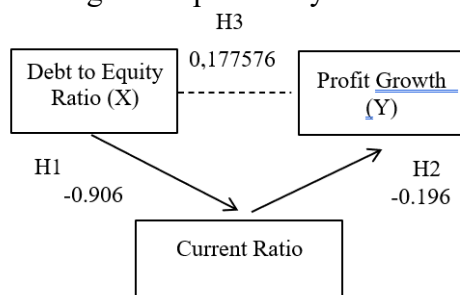 H3
0,177576
Debt to Equity
Ratio (X)
Profit Growth
(Y)
H1
-0.906
H2
-0.196
Current Ratio